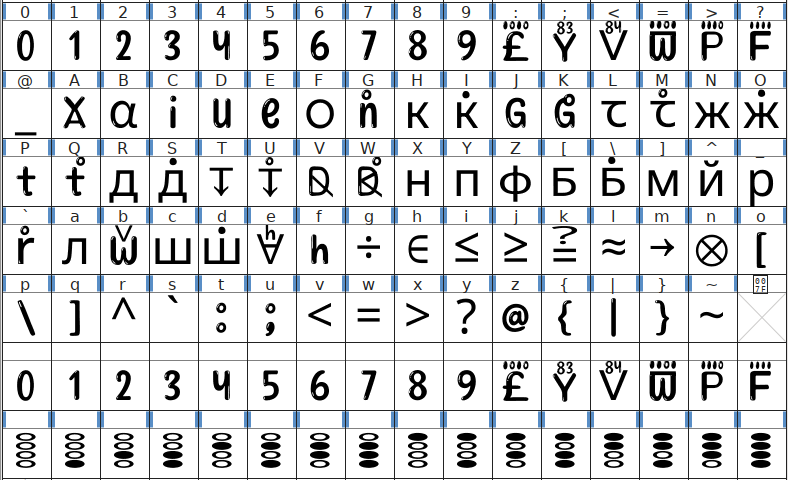 0 1 2 3 4 5 6 7 8 9 : ; < = > ?
0 1 2 3 4 5 6 7 8 9 £ Y V W P F
@ A B C D E F G H I J K L M N O
_ X α i u e O n к к G G τ τ ж ж
P Q R S T U V W X Y Z [ \ ] ^ _
t t д д н п ф Б Б м й р
` a b c d e f g h i j k l m n o
r л ш ш h ÷ ∈ ≤ ≥ ≈ → ⊗ [
p q r s t u v w x y z { | } ~ 007F
\ ] ^ ` : ; < = > ? @ { | } ~
0 1 2 3 4 5 6 7 8 9 £ Y V W P F